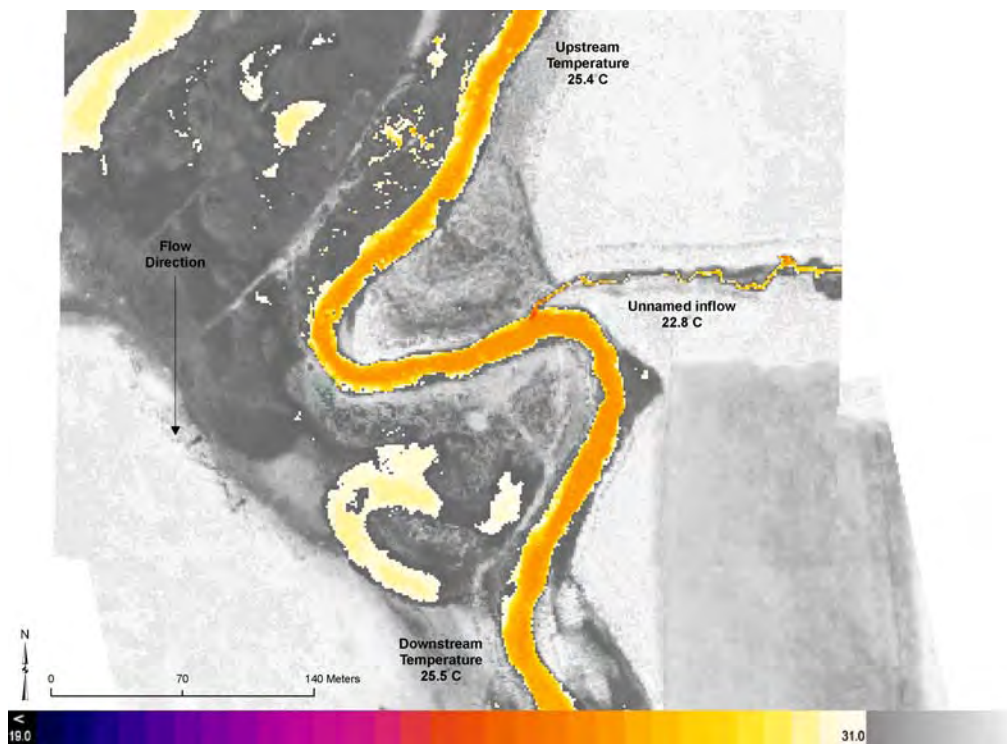 Upstream
Temperature
25.4 C
Flow
Direction
Unnamed inflow
22.8 C
Downstream
Temperature
25.5 C
N
0 70 140 Meters
<
19.0 31.0